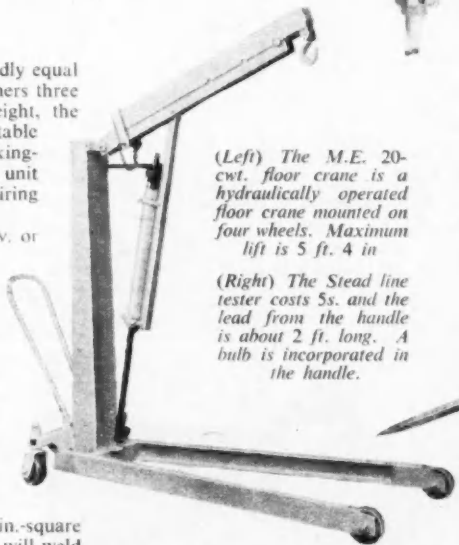 dly equal
ners three
eight, the
table
xing-
unit
iring
v. or
(Left) The M.E. 20-
cwt. floor crane is a
hydraulically operated
floor crane mounted on
four wheels. Maximum
lift is 5 ft. 4 in
(Right) The Stead line
tester costs 5s. and the
lead from the handle
is about 2 ft. long. A
bulb is incorporated in
the handle.
in.-square
will weld